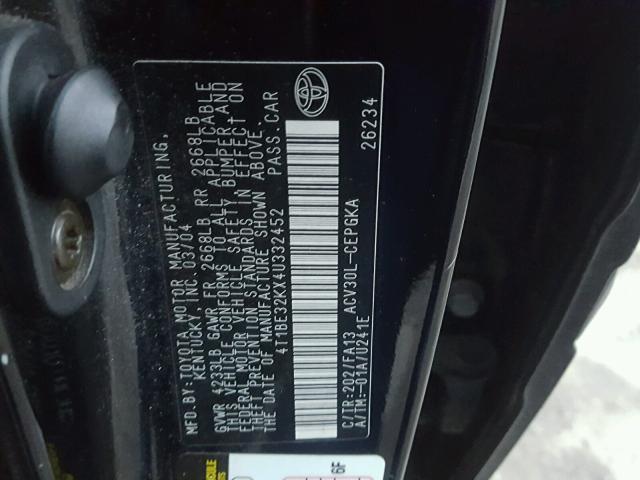 MFD.BY:TOYOTA MOTOR MANUFACTURING,
KENTUCKY, INC. 03/04
GVWR 4233LB GAWR FR 2668LB RR 2668LB
THIS VEHICLE CONFORMS TO ALL APPLICABLE
FEDERAL MOTOR VEHICLE SAFETY BUMPER,AND
THEFT PREVENTION STANDARDS IN EFFECT ON
THE DATE OF MANUFACTURE SHOWN ABOVE.
4T1BE32KX4U332452 PASS.CAR
C/TR:202/FA13 ACV30L-CEPGKA
A/TM:-01A/U241E 26234
6F